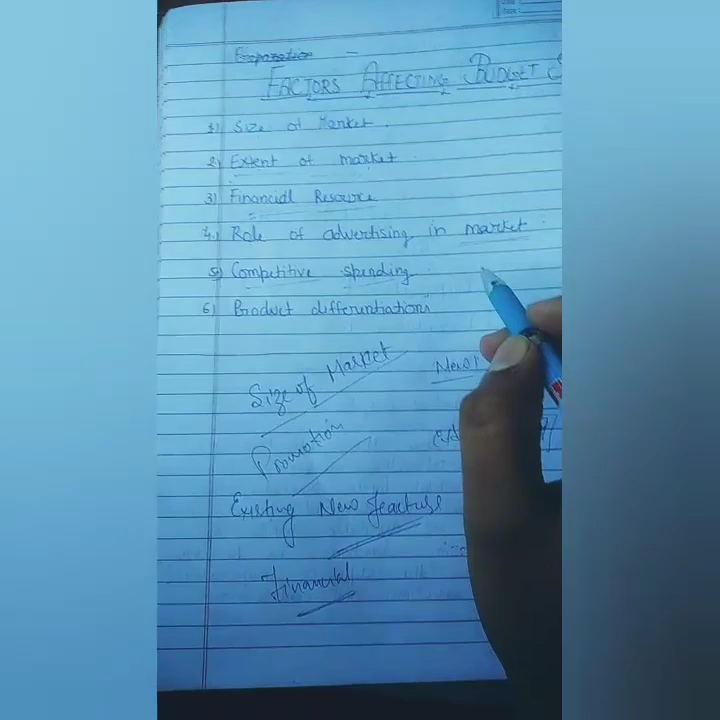 FACTORS AFFECTING BUDGET
1) Size of Market.
2) Extent of market.
3) Financial Resource
4.) Role of advertising in market.
5) Competitive spending
6) Product differentiations
Size of Market
New
Promotion
Existing New feacture
Financial